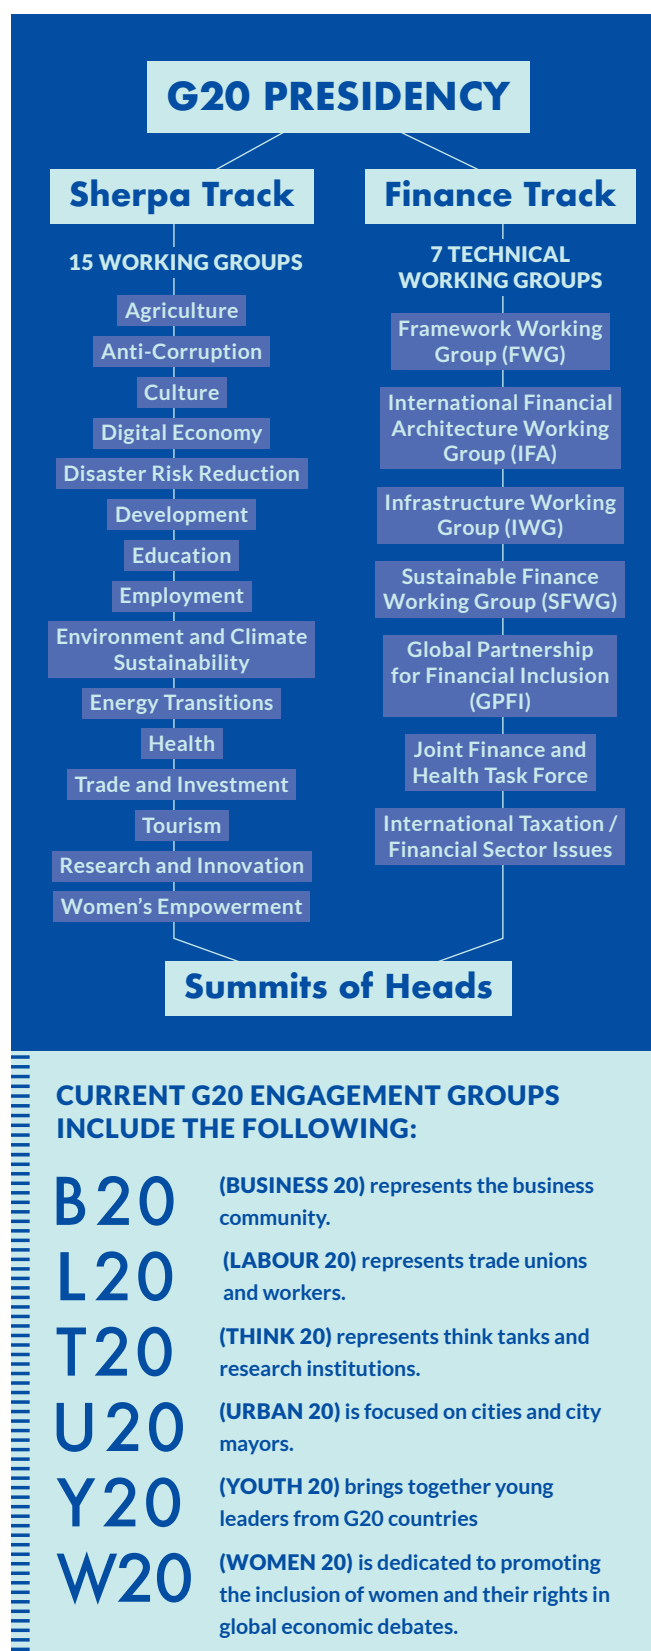 G20 PRESIDENCY
Sherpa Track
15 WORKING GROUPS
Agriculture
Anti-Corruption
Culture
Digital Economy
Disaster Risk Reduction
Development
Education
Employment
Environment and Climate
Sustainability
Energy Transitions
Health
Trade and Investment
Tourism
Research and Innovation
Women’s Empowerment
Finance Track
7 TECHNICAL
WORKING GROUPS
Framework Working
Group (FWG)
International Financial
Architecture Working
Group (IFA)
Infrastructure Working
Group (IWG)
Sustainable Finance
Working Group (SFWG)
Global Partnership
for Financial Inclusion
(GPFI)
Joint Finance and
Health Task Force
International Taxation /
Financial Sector Issues
Summits of Heads
CURRENT G20 ENGAGEMENT GROUPS
INCLUDE THE FOLLOWING:
B20
(BUSINESS 20) represents the business
community.
L20
(LABOUR 20) represents trade unions
and workers.
T20
(THINK 20) represents think tanks and
research institutions.
U20
(URBAN 20) is focused on cities and city
mayors.
Y20
(YOUTH 20) brings together young
leaders from G20 countries
W20
(WOMEN 20) is dedicated to promoting
the inclusion of women and their rights in
global economic debates.